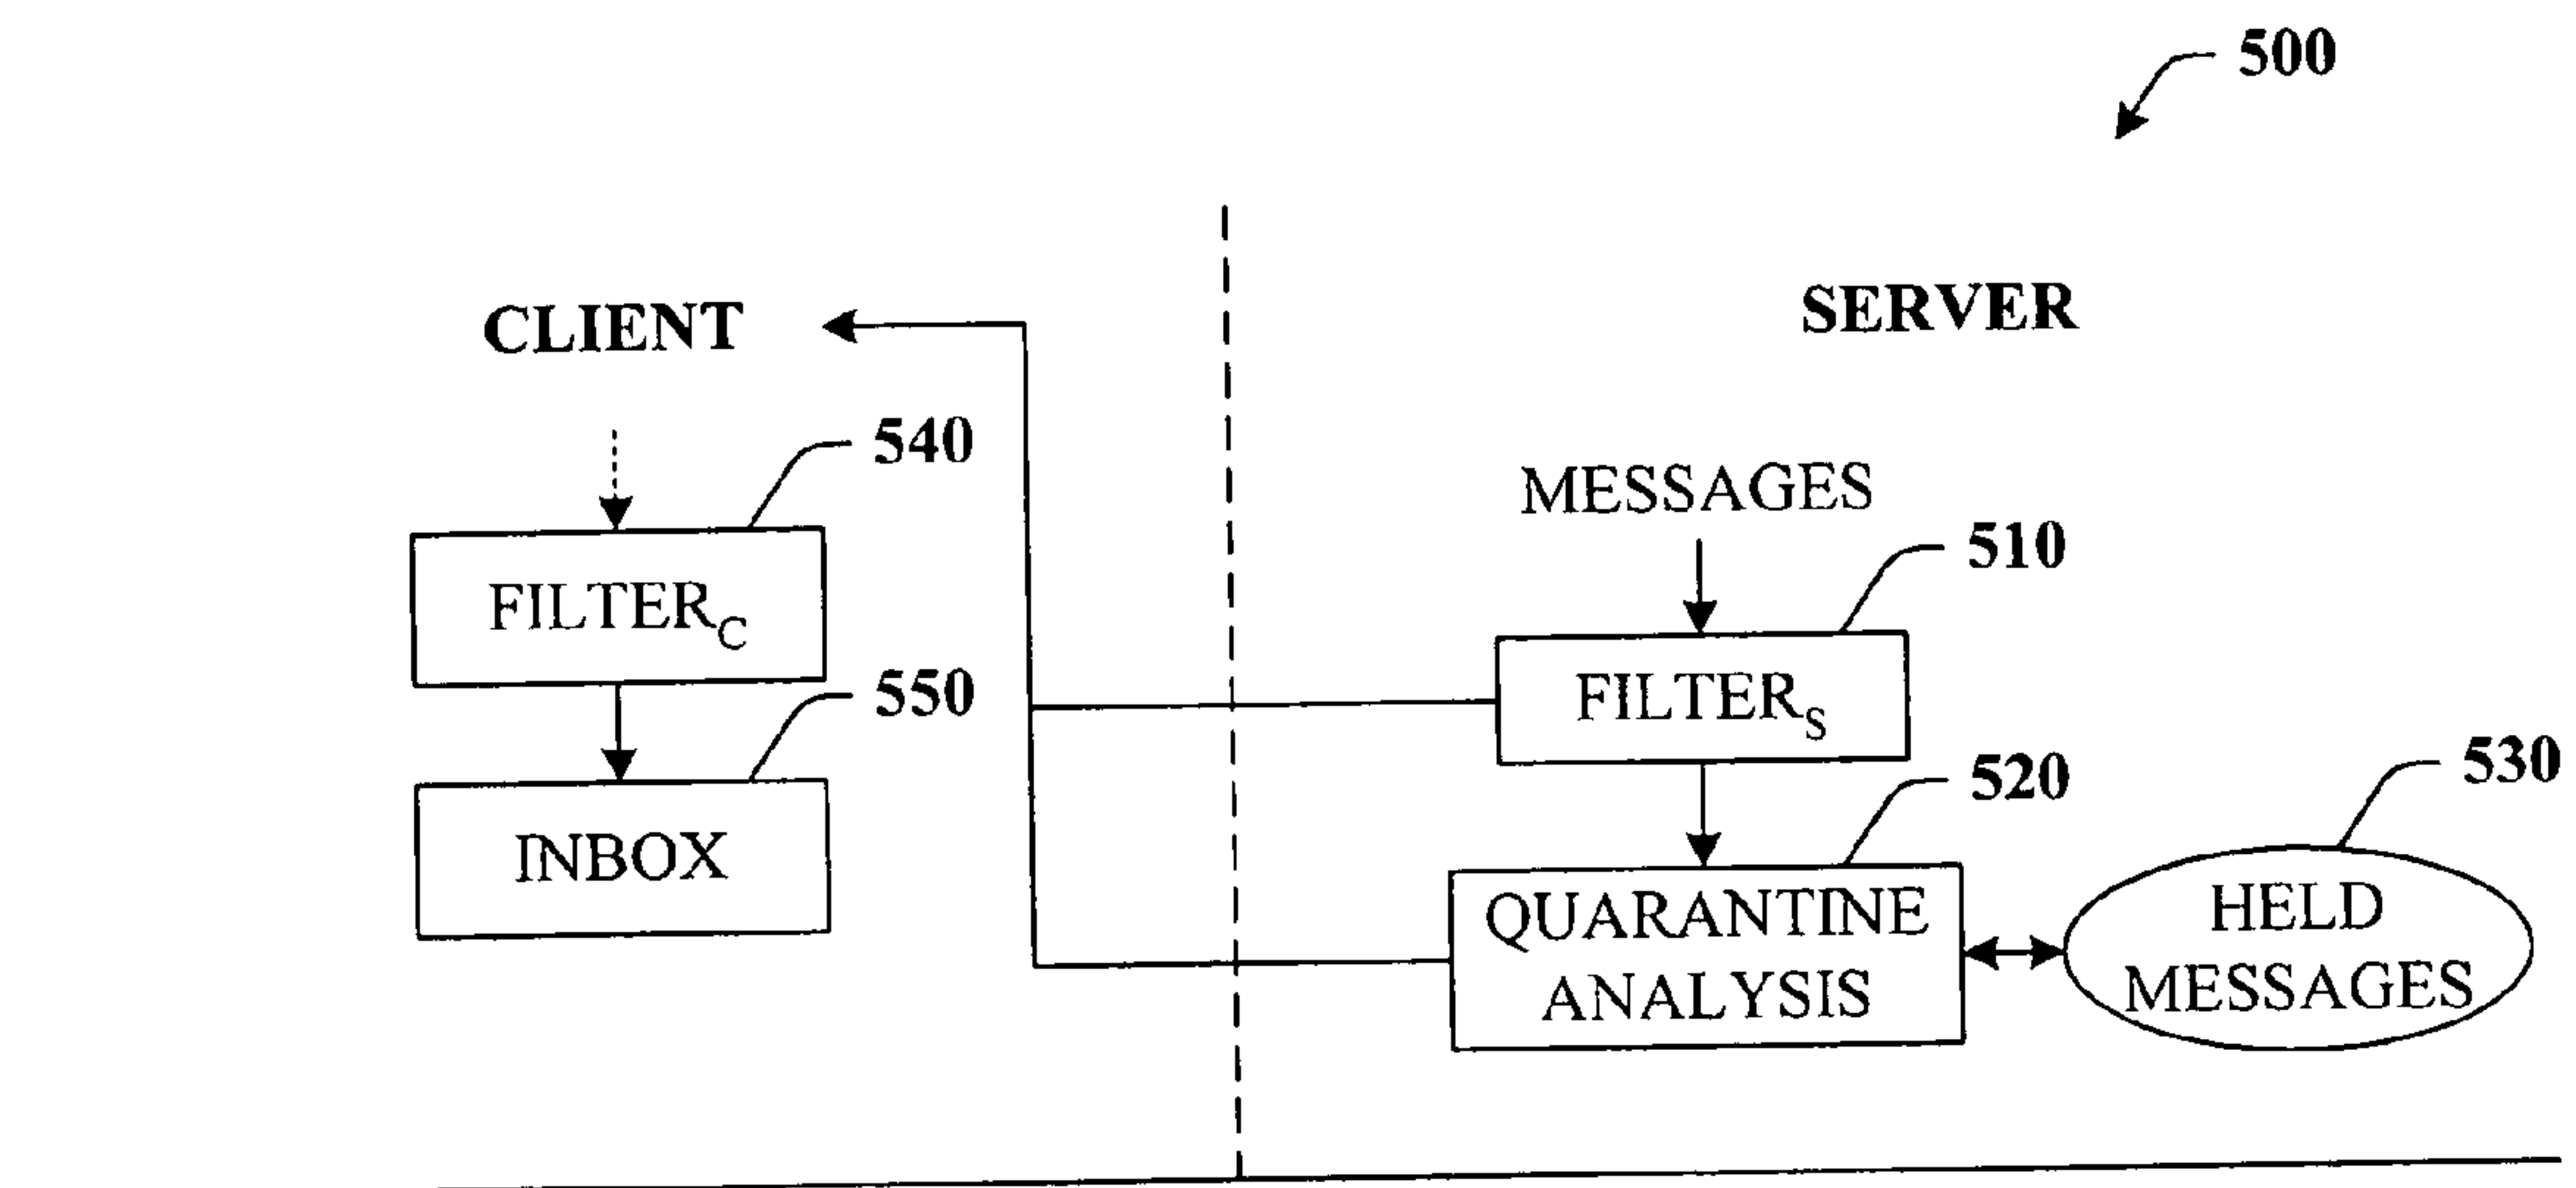 500
CLIENT
SERVER
540
MESSAGES
510
FILTERC
FILTERS
550
520
530
INBOX
QUARANTINE
ANALYSIS
HELD
MESSAGES